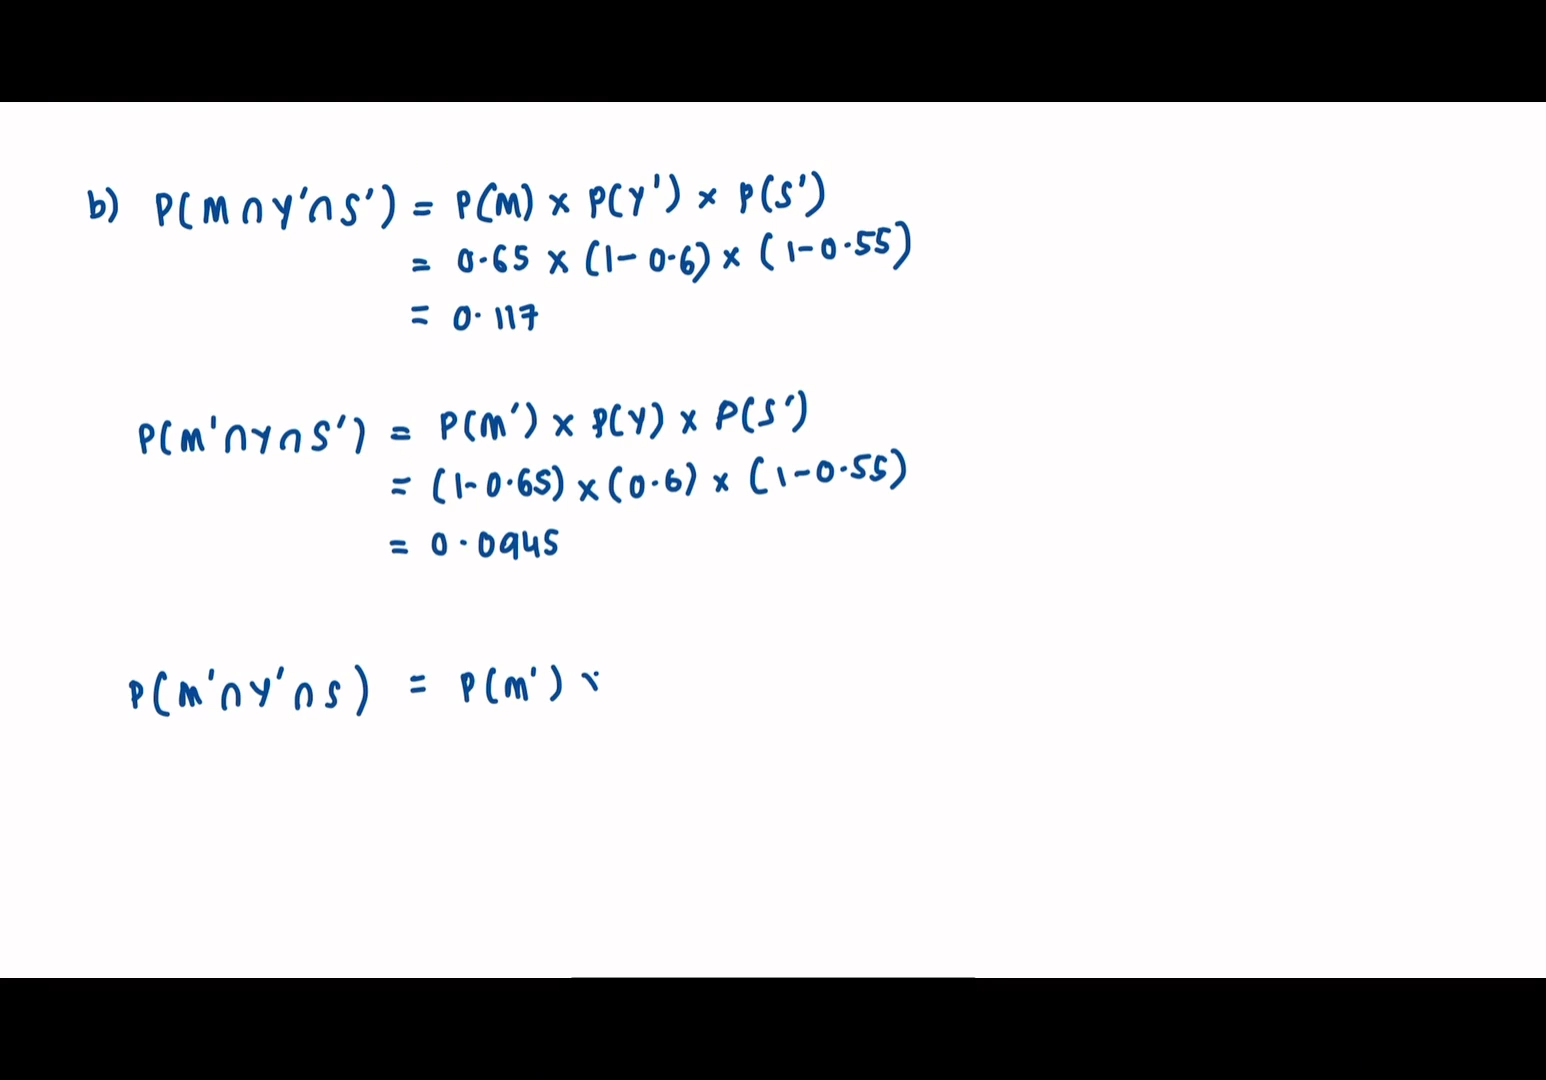 b) P(M∩Y'∩S') = P(M) × P(Y') × P(S')
= 0.65 × (1-0.6) × (1-0.55)
= 0.117
P(M'∩Y∩S') = P(M') × P(Y) × P(S')
= (1-0.65) × (0.6) × (1-0.55)
= 0.0945
P(M'∩Y'∩S) = P(M')